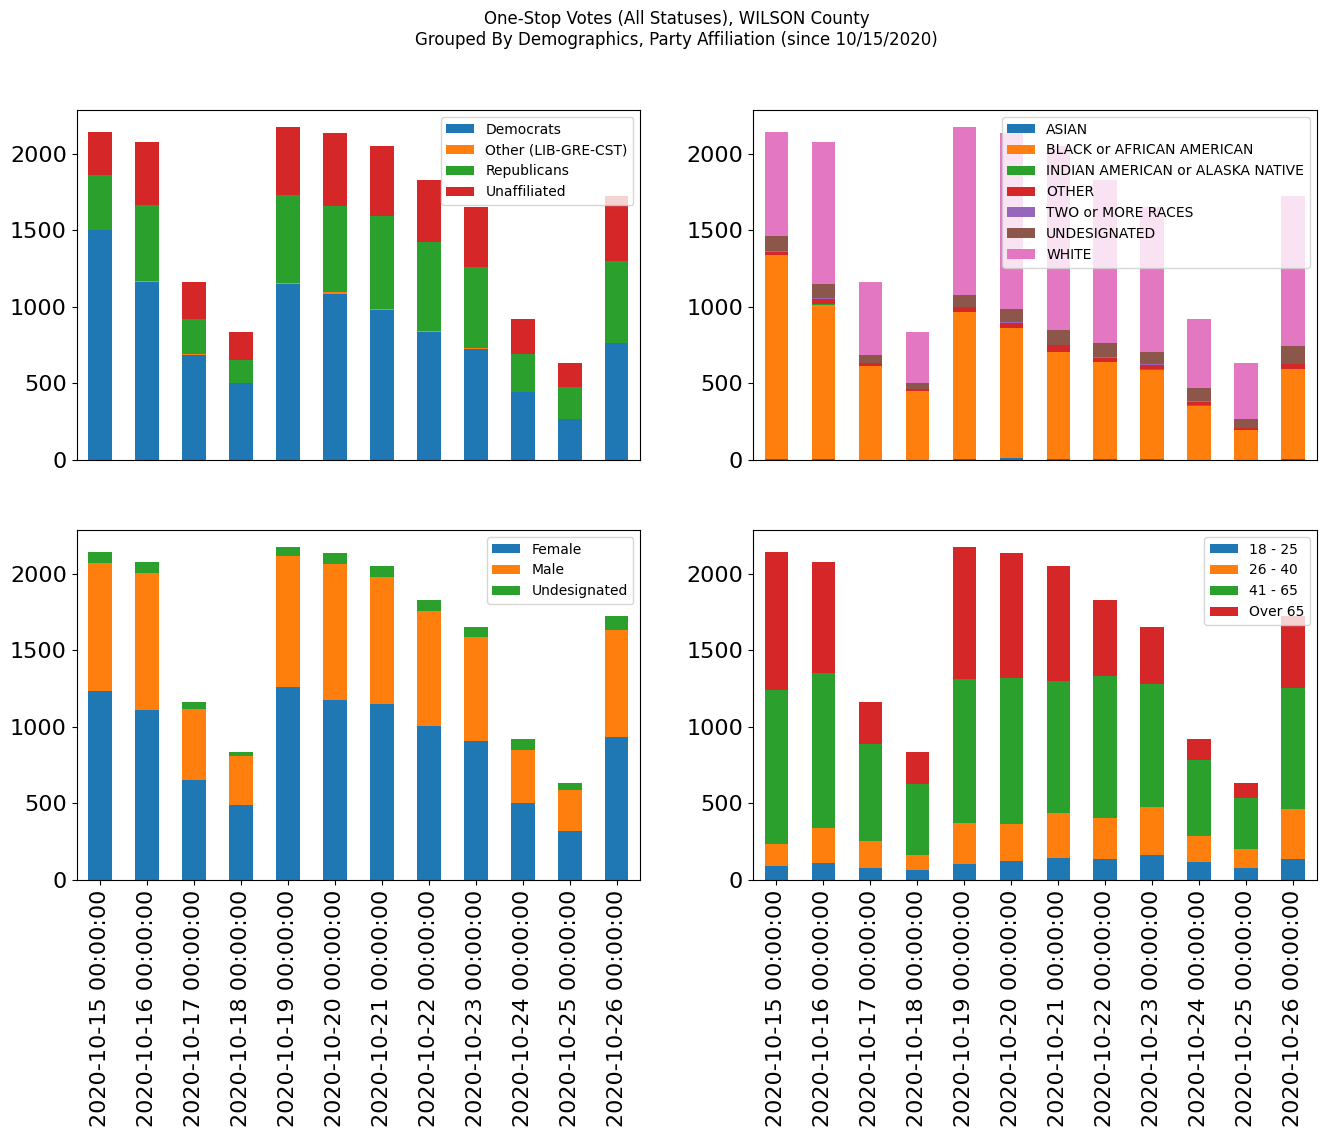 One-Stop Votes (All Statuses), WILSON County
Grouped By Demographics, Party Affiliation (since 10/15/2020)
2000
1500
1000
500
0
Democrats
Other (LIB-GRE-CST)
Republicans
Unaffiliated
2000
1500
1000
500
0
ASIAN
BLACK or AFRICAN AMERICAN
INDIAN AMERICAN or ALASKA NATIVE
OTHER
TWO or MORE RACES
UNDESIGNATED
WHITE
2000
1500
1000
500
0
Female
Male
Undesignated
2020-10-15 00:00:00
2020-10-16 00:00:00
2020-10-17 00:00:00
2020-10-18 00:00:00
2020-10-19 00:00:00
2020-10-20 00:00:00
2020-10-21 00:00:00
2020-10-22 00:00:00
2020-10-23 00:00:00
2020-10-24 00:00:00
2020-10-25 00:00:00
2020-10-26 00:00:00
2000
1500
1000
500
0
18 - 25
26 - 40
41 - 65
Over 65
2020-10-15 00:00:00
2020-10-16 00:00:00
2020-10-17 00:00:00
2020-10-18 00:00:00
2020-10-19 00:00:00
2020-10-20 00:00:00
2020-10-21 00:00:00
2020-10-22 00:00:00
2020-10-23 00:00:00
2020-10-24 00:00:00
2020-10-25 00:00:00
2020-10-26 00:00:00